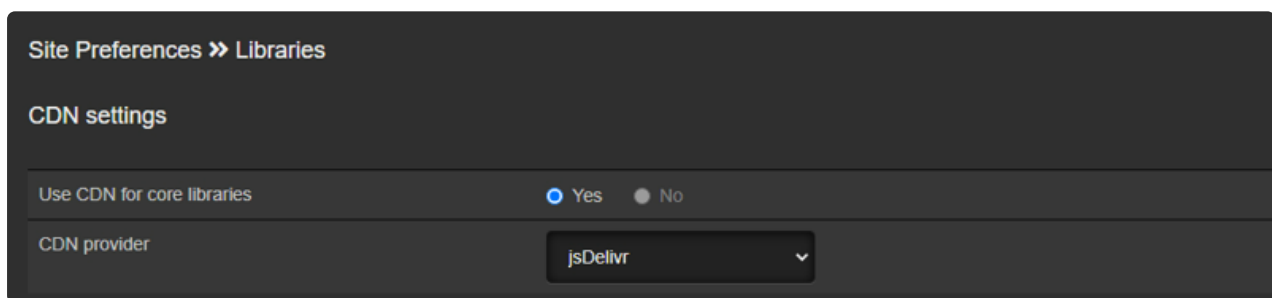 Site Preferences » Libraries
CDN settings
Use CDN for core libraries Yes No
CDN provider jsDelivr